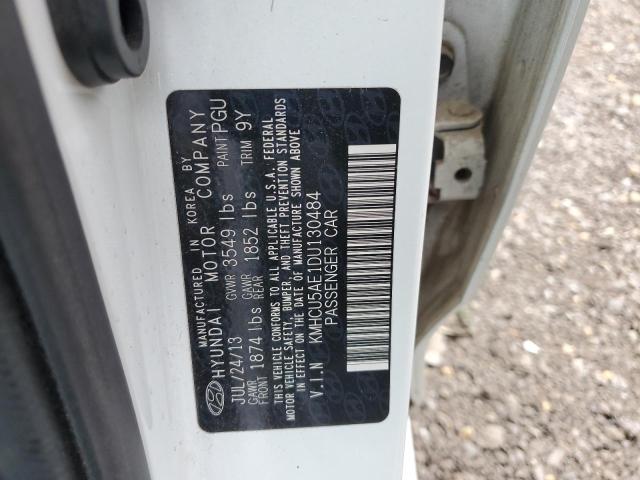 MANUFACTURED IN KOREA BY
HYUNDAI MOTOR COMPANY
JUL/24/13 GVWR 3549 lbs PAINT PGU
GAWR FRONT 1874 lbs GAWR REAR 1852 lbs TRIM 9Y
THIS VEHICLE CONFORMS TO ALL APPLICABLE U.S.A. FEDERAL
MOTOR VEHICLE SAFETY, BUMPER, AND THEFT PREVENTION STANDARDS
IN EFFECT ON THE DATE OF MANUFACTURE SHOWN ABOVE
V.I.N KMHCU5AE1DU130484
PASSENGER CAR